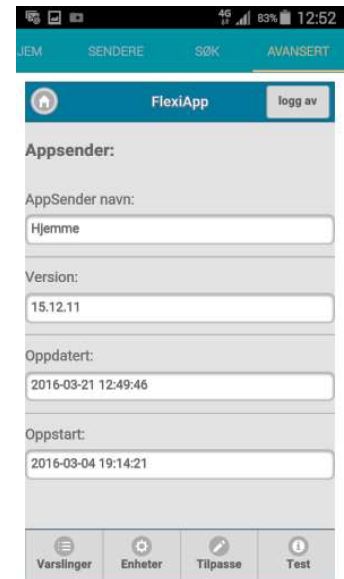 4G 83% 12:52
JEM SENDERE SØK AVANSERT
FlexiApp logg av
Appsender:
AppSender navn:
Hjemme
Version:
15.12.11
Oppdatert:
2016-03-21 12:49:46
Oppstart:
2016-03-04 19:14:21
Varslinger Enheter Tilpasse Test